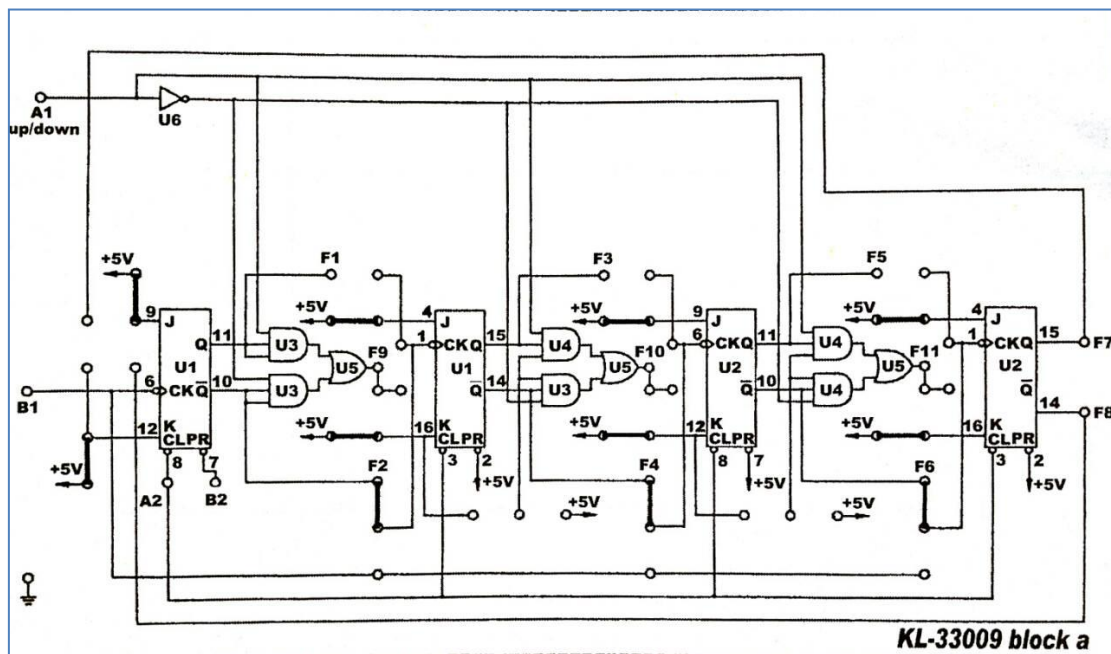 A1
up/down
U6
+5V
F1
F3
F5
9
J
U1
Q
11
6
CK
Q
10
12
K
CLPR
8
7
A2
B2
B1
+5V
U3
U3
U5
F9
+5V
4
J
1
CKQ
15
U1
Q
14
K
16
CLPR
3
2
+5V
+5V
F2
U4
U3
U5
F10
+5V
9
J
6
CKQ
11
U2
Q
10
K
12
CLPR
8
7
+5V
+5V
F4
+5V
U4
U4
U5
F11
+5V
4
J
1
CKQ
15
U2
Q
14
K
16
CLPR
3
2
+5V
+5V
F6
+5V
F7
F8
KL-33009 block a